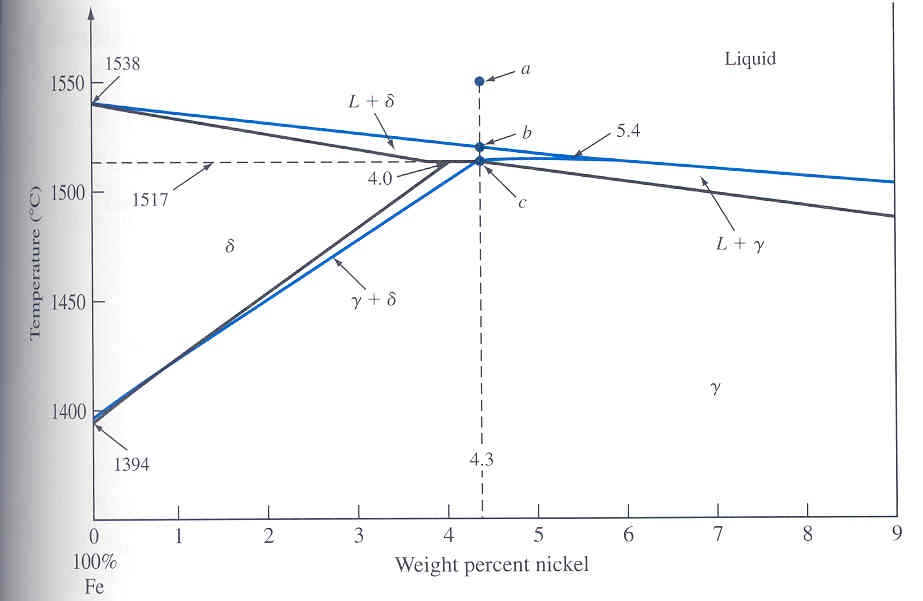 1538
1550
Liquid
a
L + δ
b
5.4
4.0
1500
1517
c
L + γ
δ
γ + δ
1450
Temperature (°C)
γ
1400
1394
4.3
0 1 2 3 4 5 6 7 8 9
100%
Fe
Weight percent nickel